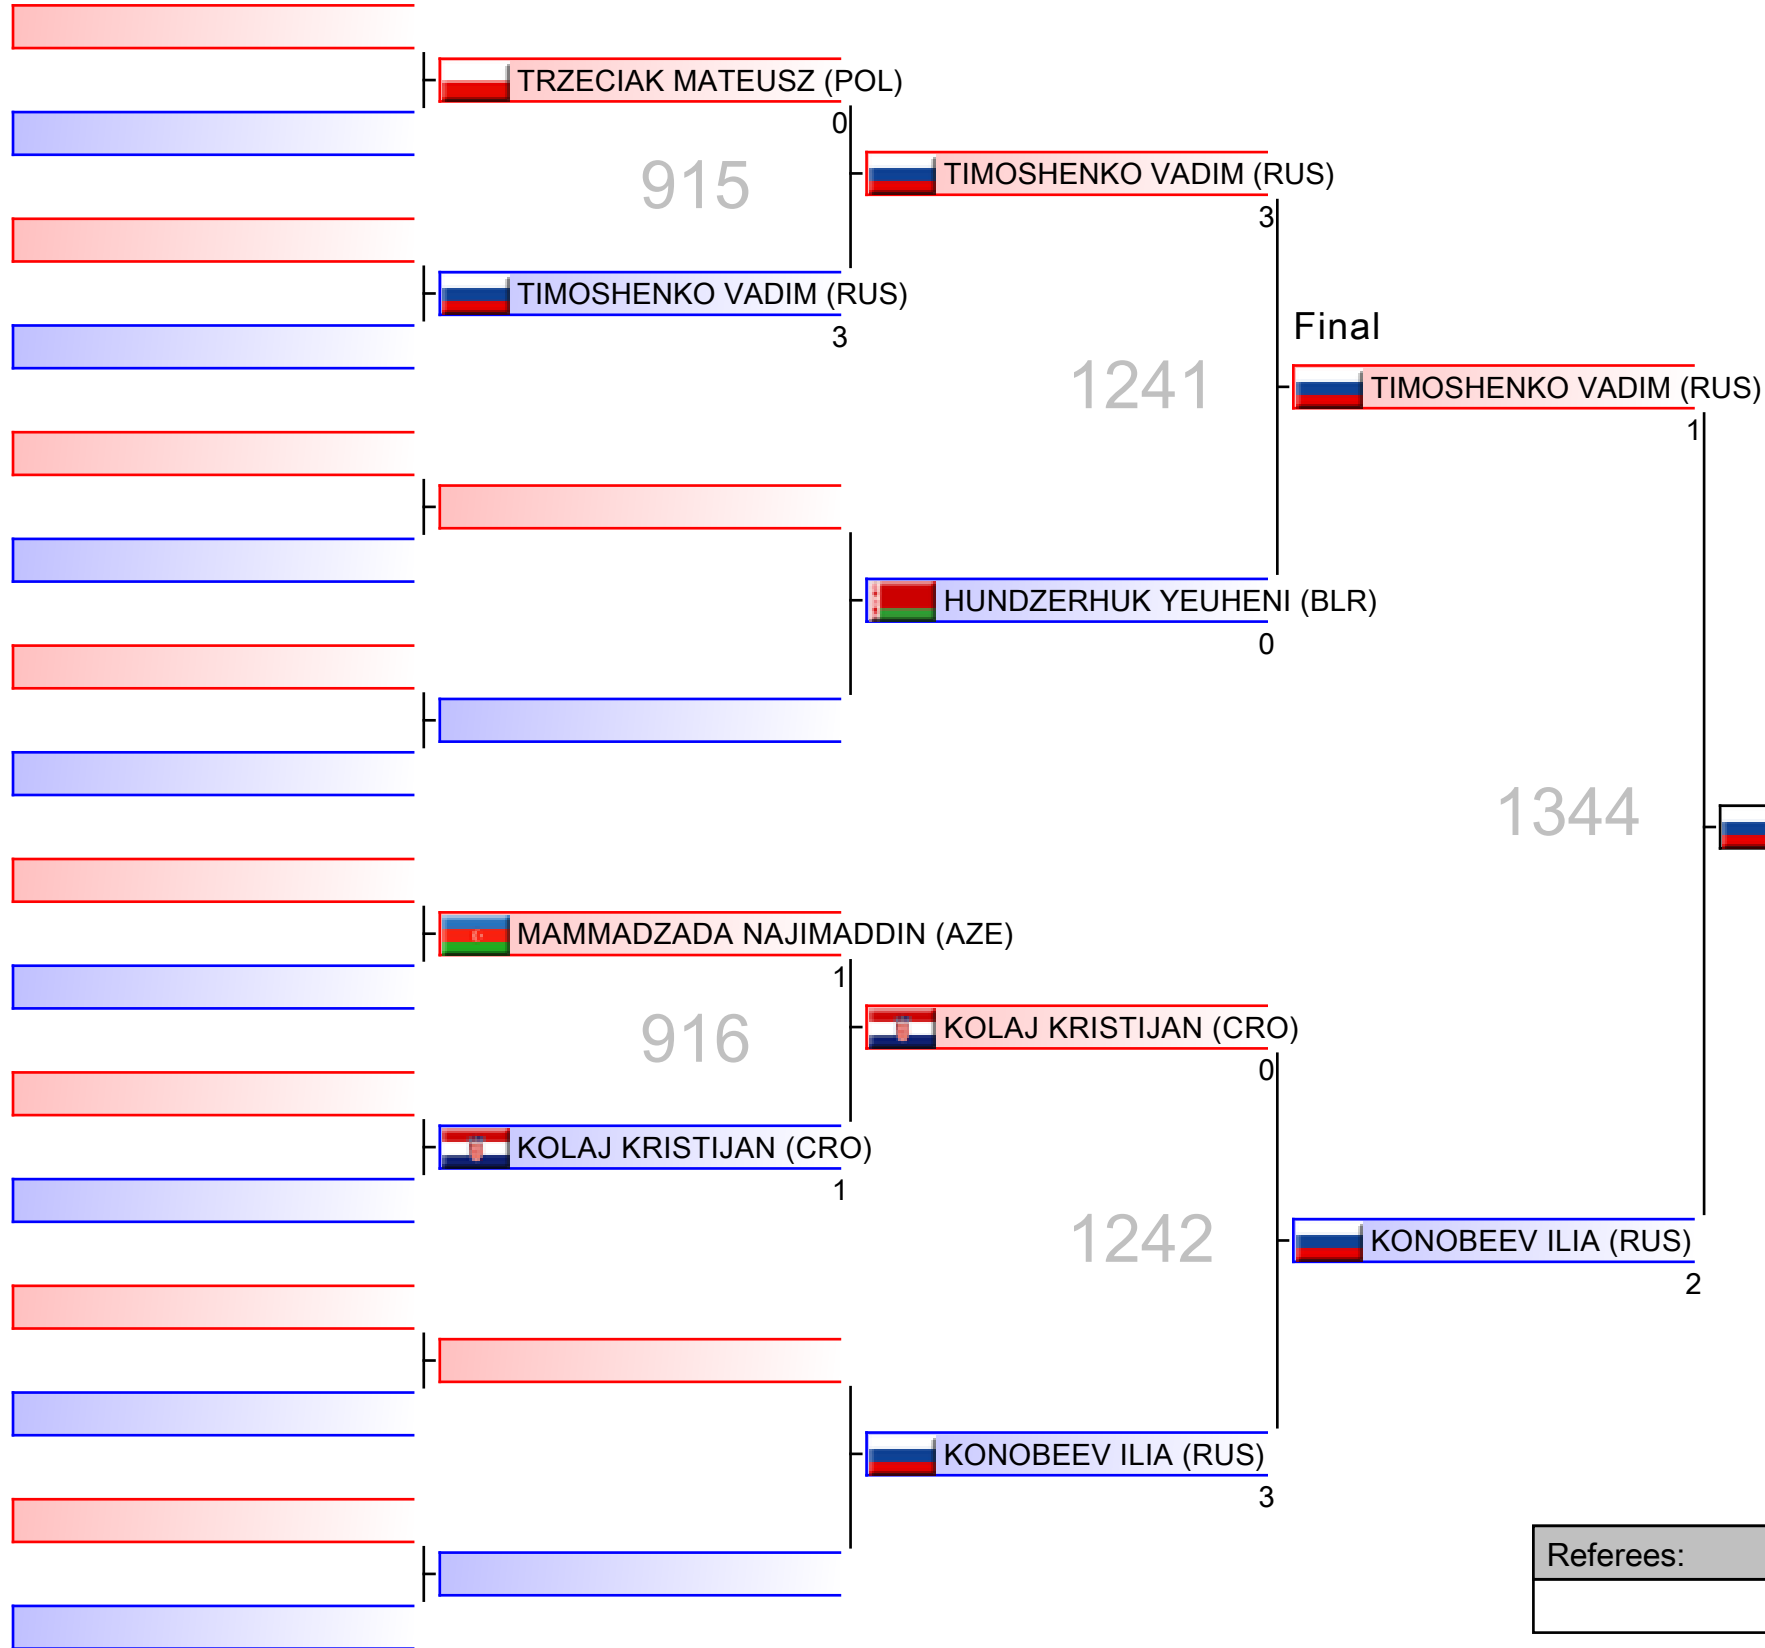 TRZECIAK MATEUSZ (POL)
0
915
TIMOSHENKO VADIM (RUS)
3
TIMOSHENKO VADIM (RUS)
3
1241
HUNDZERHUK YEUHENI (BLR)
0
Final
TIMOSHENKO VADIM (RUS)
1
1344
MAMMADZADA NAJIMADDIN (AZE)
1
916
KOLAJ KRISTIJAN (CRO)
1
KOLAJ KRISTIJAN (CRO)
0
1242
KONOBEEV ILIA (RUS)
3
KONOBEEV ILIA (RUS)
2
Referees: